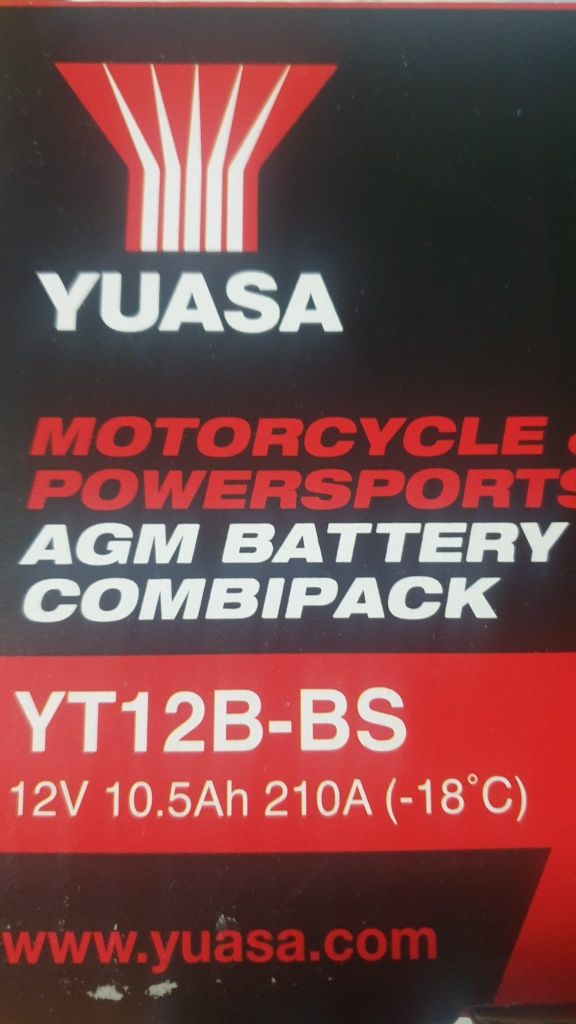 YUASA
MOTORCYCLE
POWERSPORTS
AGM BATTERY
COMBIPACK
YT12B-BS
12V 10.5Ah 210A (-18°C)
www.yuasa.com